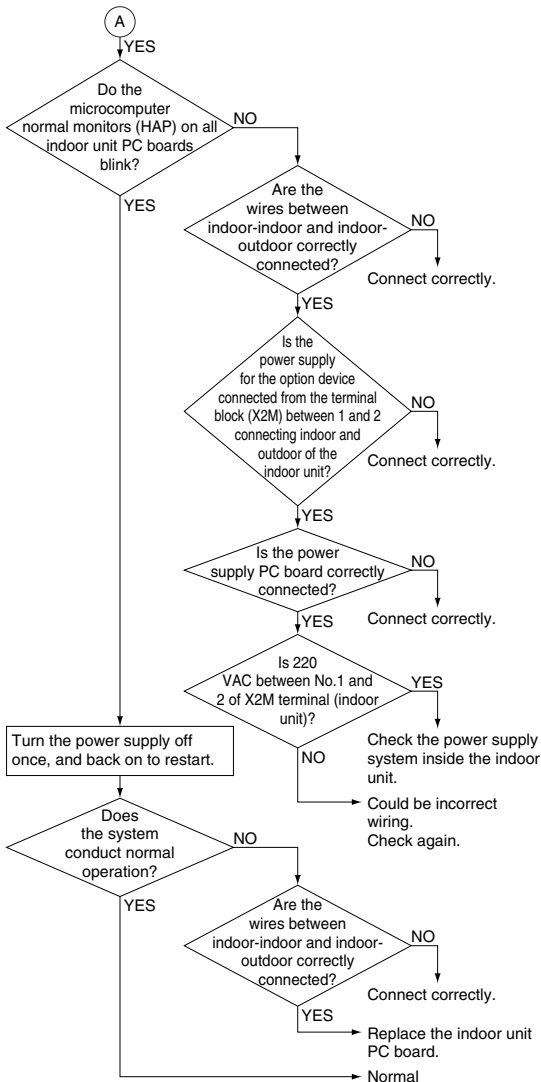 A
YES
Do the
microcomputer
normal monitors (HAP) on all
indoor unit PC boards
blink?
NO
YES
Are the
wires between
indoor-indoor and indoor-
outdoor correctly
connected?
NO
Connect correctly.
YES
Is the
power supply
for the option device
connected from the terminal
block (X2M) between 1 and 2
connecting indoor and
outdoor of the
indoor unit?
NO
Connect correctly.
YES
Is the power
supply PC board correctly
connected?
NO
Connect correctly.
YES
Is 220
VAC between No.1 and
2 of X2M terminal (indoor
unit)?
YES
Check the power supply
system inside the indoor
unit.
NO
Could be incorrect
wiring.
Check again.
Turn the power supply off
once, and back on to restart.
Does
the system
conduct normal
operation?
NO
YES
Are the
wires between
indoor-indoor and indoor-
outdoor correctly
connected?
NO
Connect correctly.
YES
Replace the indoor unit
PC board.
Normal